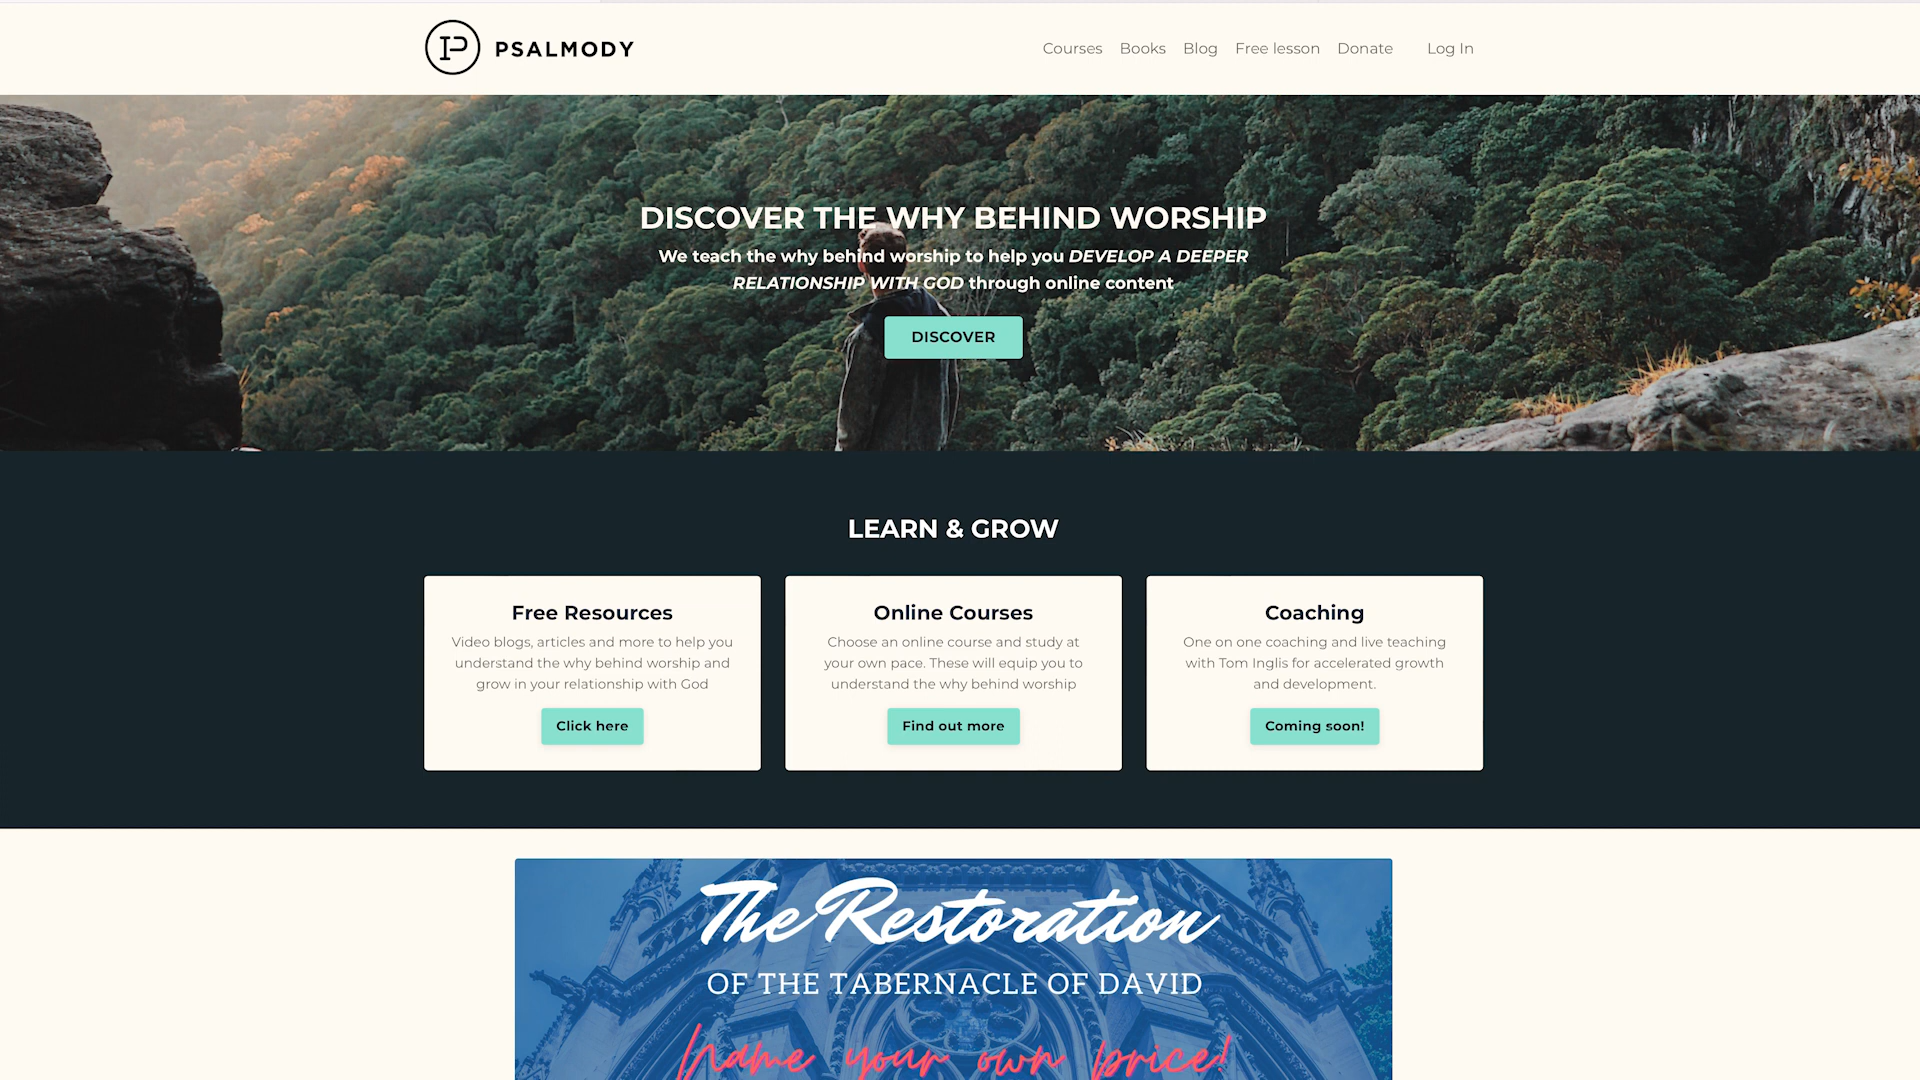 PSALMODY
Courses Books Blog Free lesson Donate Log In
DISCOVER THE WHY BEHIND WORSHIP
We teach the why behind worship to help you DEVELOP A DEEPER
RELATIONSHIP WITH GOD through online content
DISCOVER
LEARN & GROW
Free Resources
Video blogs, articles and more to help you
understand the why behind worship and
grow in your relationship with God
Click here
Online Courses
Choose an online course and study at
your own pace. These will equip you to
understand the why behind worship
Find out more
Coaching
One on one coaching and live teaching
with Tom Inglis for accelerated growth
and development.
Coming soon!
The Restoration
OF THE TABERNACLE OF DAVID
Name your own price!